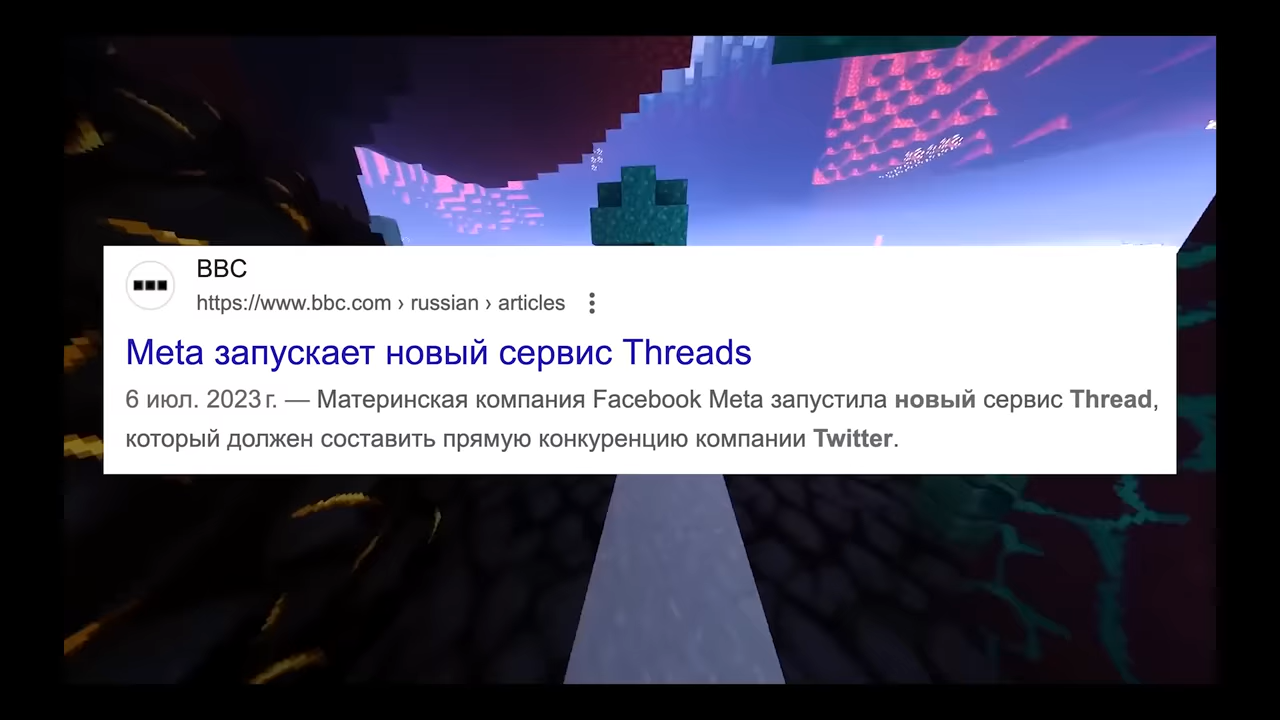 BBC
https://www.bbc.com › russian › articles
Meta запускает новый сервис Threads
6 июл. 2023 г. — Материнская компания Facebook Meta запустила новый сервис Thread,
который должен составить прямую конкуренцию компании Twitter.